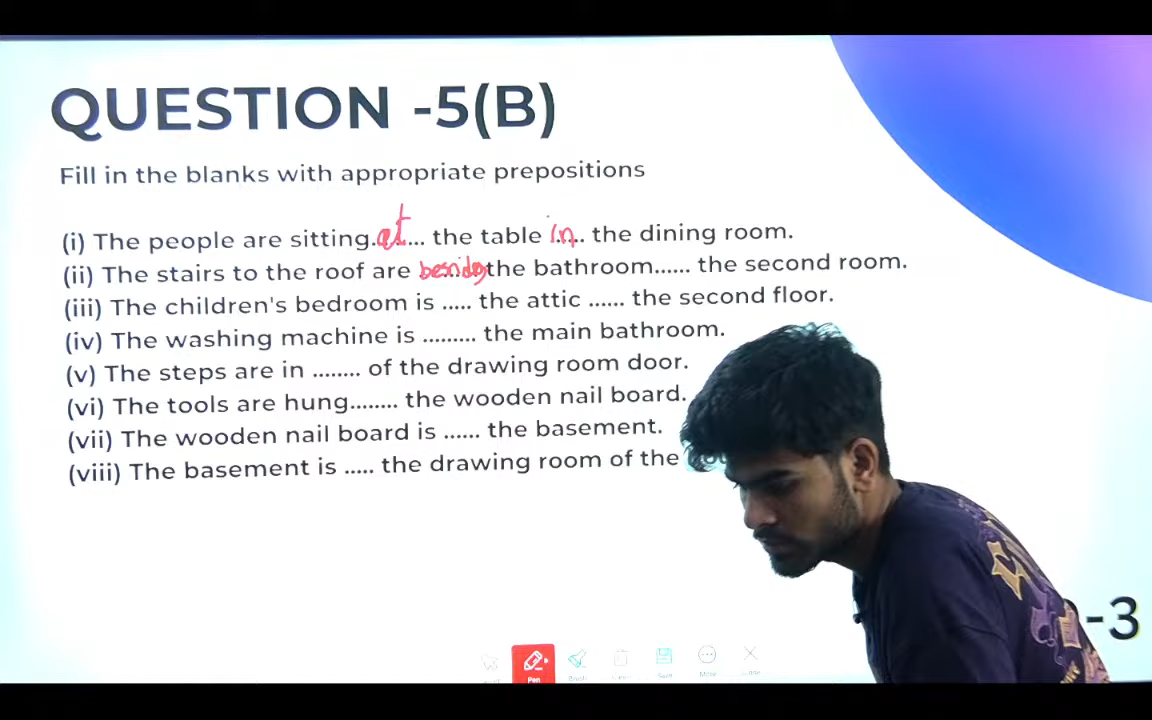 QUESTION -5(B)
Fill in the blanks with appropriate prepositions
(i) The people are sitting.at... the table in... the dining room.
(ii) The stairs to the roof are beside the bathroom...... the second room.
(iii) The children's bedroom is ..... the attic ...... the second floor.
(iv) The washing machine is ......... the main bathroom.
(v) The steps are in ........ of the drawing room door.
(vi) The tools are hung........ the wooden nail board.
(vii) The wooden nail board is ...... the basement.
(viii) The basement is ..... the drawing room of the
-3
Pen